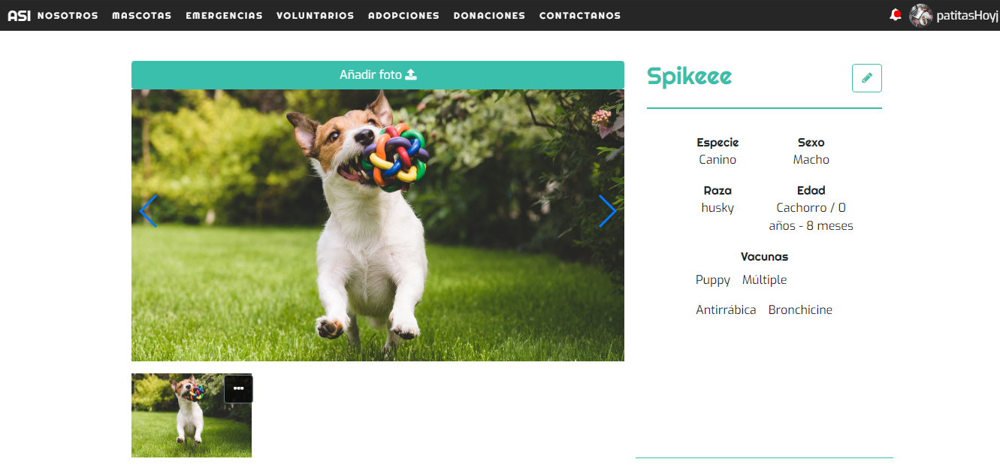 ASI NOSOTROS MASCOTAS EMERGENCIAS VOLUNTARIOS ADOPCIONES DONACIONES CONTACTANOS patitasHoyj
Añadir foto
Spikeee
Especie Sexo
Canino Macho
Raza Edad
husky Cachorro / 0
años - 8 meses
Vacunas
Puppy Múltiple
Antirrábica Bronchicine